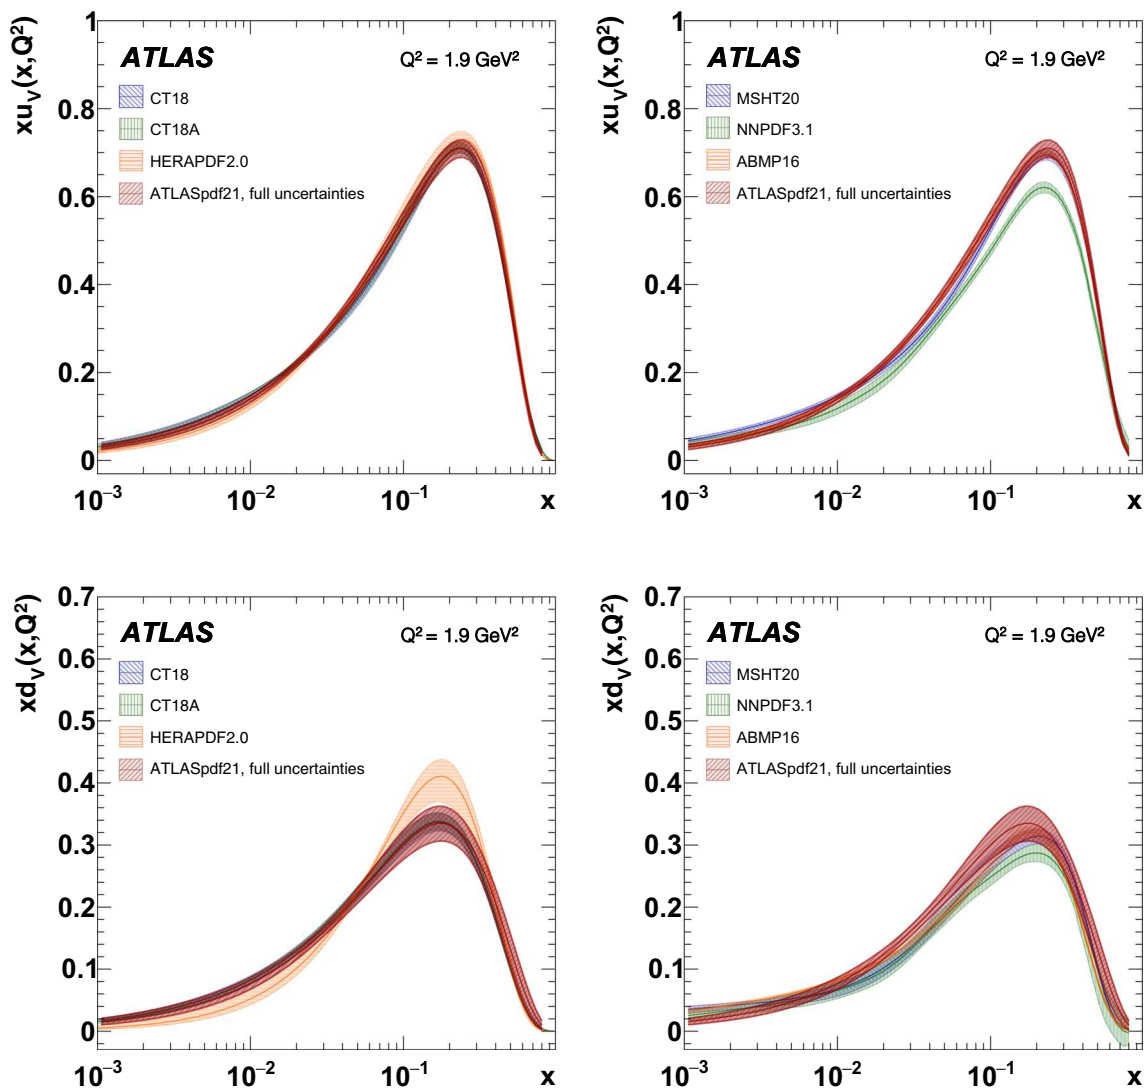 xu_V(x,Q²)
1
0.8
0.6
0.4
0.2
0
ATLAS
Q² = 1.9 GeV²
CT18
CT18A
HERAPDF2.0
ATLASpdf21, full uncertainties
10⁻³
10⁻²
10⁻¹
x
xu_V(x,Q²)
1
0.8
0.6
0.4
0.2
0
ATLAS
Q² = 1.9 GeV²
MSHT20
NNPDF3.1
ABMP16
ATLASpdf21, full uncertainties
10⁻³
10⁻²
10⁻¹
x
xd_V(x,Q²)
0.7
0.6
0.5
0.4
0.3
0.2
0.1
0
ATLAS
Q² = 1.9 GeV²
CT18
CT18A
HERAPDF2.0
ATLASpdf21, full uncertainties
10⁻³
10⁻²
10⁻¹
x
xd_V(x,Q²)
0.7
0.6
0.5
0.4
0.3
0.2
0.1
0
ATLAS
Q² = 1.9 GeV²
MSHT20
NNPDF3.1
ABMP16
ATLASpdf21, full uncertainties
10⁻³
10⁻²
10⁻¹
x